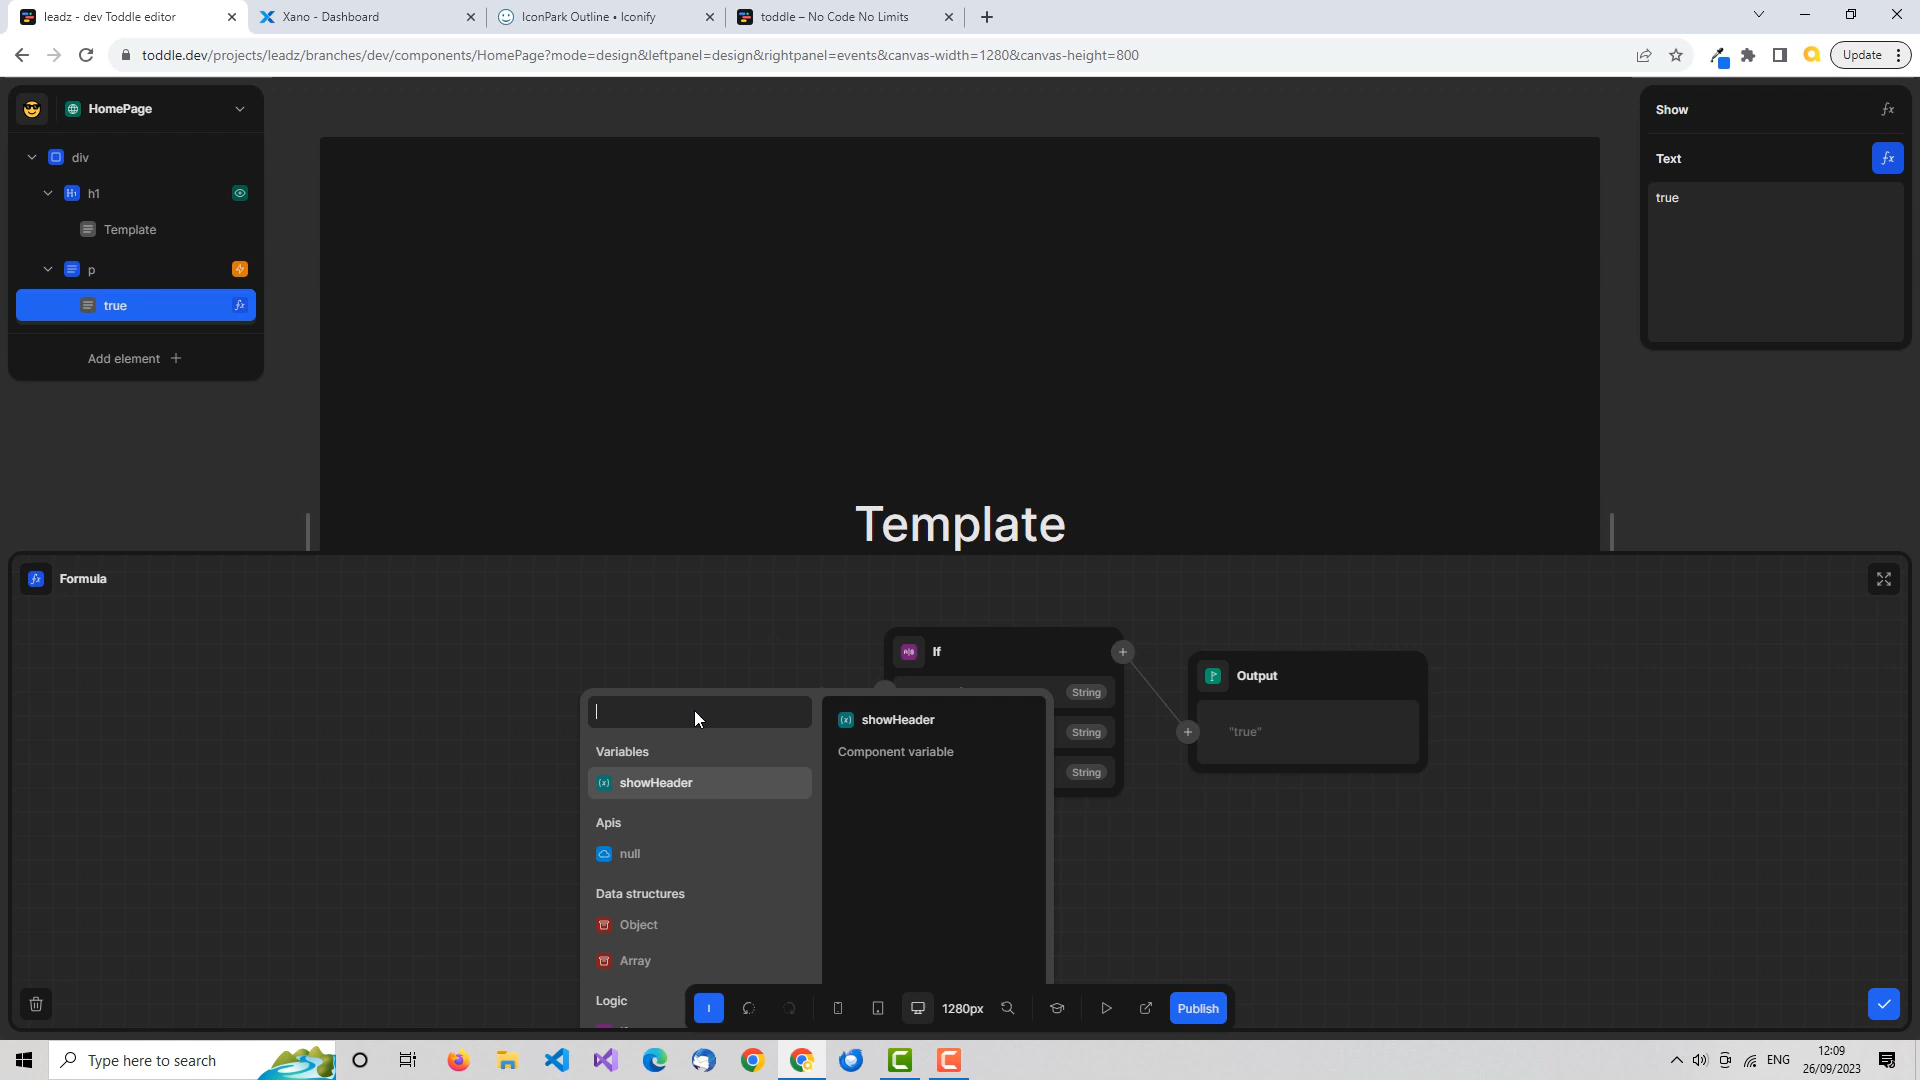 leadz - dev Toddle editor
Xano - Dashboard
IconPark Outline • Iconify
toddle – No Code No Limits
toddle.dev/projects/leadz/branches/dev/components/HomePage?mode=design&leftpanel=design&rightpanel=events&canvas-width=1280&canvas-height=800
Update
HomePage
div
H1 h1
Template
p
true
Add element
Show
Text
true
Template
Formula
If
String
String
String
Output
"true"
Variables
showHeader
Apis
null
Data structures
Object
Array
Logic
showHeader
Component variable
1280px
Publish
Type here to search
ENG
12:09
26/09/2023